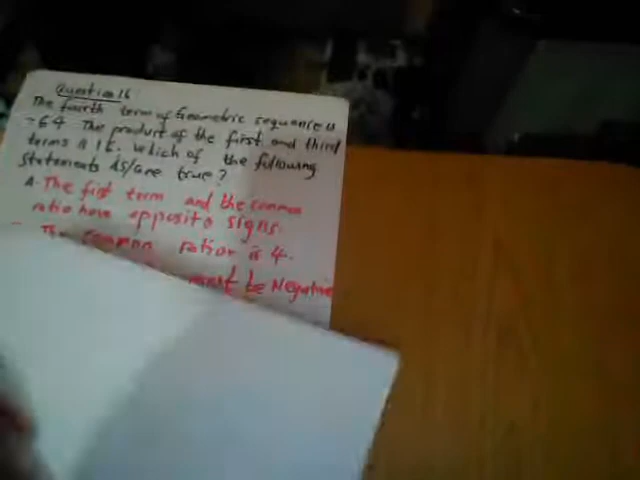 Question 16
The fourth term of Geometric sequence is
-64 The product of the first and third
terms is 16. Which of the following
Statements is/are true?
A. The first term and the common
ratio have opposite signs.
The common ratio is 4.
must be Negative